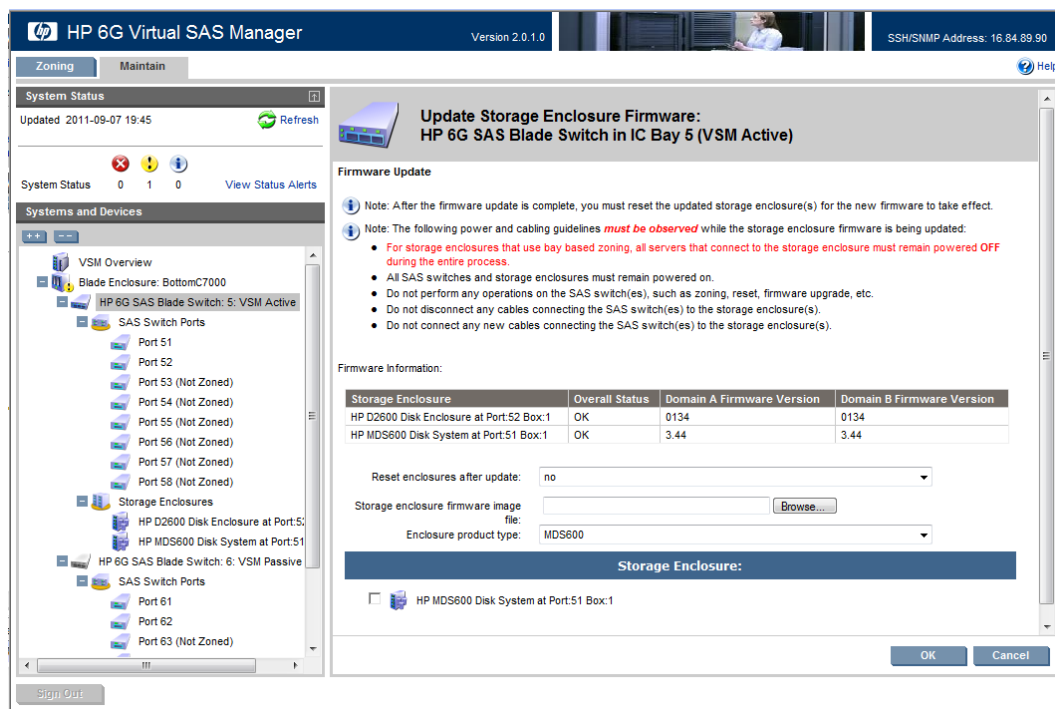 hp HP 6G Virtual SAS Manager
Version 2.0.1.0
SSH/SNMP Address: 16.84.89.90
Zoning
Maintain
Help
System Status
Updated 2011-09-07 19:45
Refresh
System Status 0 1 0 View Status Alerts
Systems and Devices
++ --
VSM Overview
Blade Enclosure: BottomC7000
HP 6G SAS Blade Switch: 5: VSM Active
SAS Switch Ports
Port 51
Port 52
Port 53 (Not Zoned)
Port 54 (Not Zoned)
Port 55 (Not Zoned)
Port 56 (Not Zoned)
Port 57 (Not Zoned)
Port 58 (Not Zoned)
Storage Enclosures
HP D2600 Disk Enclosure at Port:52
HP MDS600 Disk System at Port:51
HP 6G SAS Blade Switch: 6: VSM Passive
SAS Switch Ports
Port 61
Port 62
Port 63 (Not Zoned)
Sign Out
Update Storage Enclosure Firmware:
HP 6G SAS Blade Switch in IC Bay 5 (VSM Active)
Firmware Update
Note: After the firmware update is complete, you must reset the updated storage enclosure(s) for the new firmware to take effect.
Note: The following power and cabling guidelines must be observed while the storage enclosure firmware is being updated:
• For storage enclosures that use bay based zoning, all servers that connect to the storage enclosure must remain powered OFF
during the entire process.
• All SAS switches and storage enclosures must remain powered on.
• Do not perform any operations on the SAS switch(es), such as zoning, reset, firmware upgrade, etc.
• Do not disconnect any cables connecting the SAS switch(es) to the storage enclosure(s).
• Do not connect any new cables connecting the SAS switch(es) to the storage enclosure(s).
Firmware Information:
Storage Enclosure Overall Status Domain A Firmware Version Domain B Firmware Version
HP D2600 Disk Enclosure at Port:52 Box:1 OK 0134 0134
HP MDS600 Disk System at Port:51 Box:1 OK 3.44 3.44
Reset enclosures after update: no
Storage enclosure firmware image
file:
Browse...
Enclosure product type: MDS600
Storage Enclosure:
HP MDS600 Disk System at Port:51 Box:1
OK Cancel